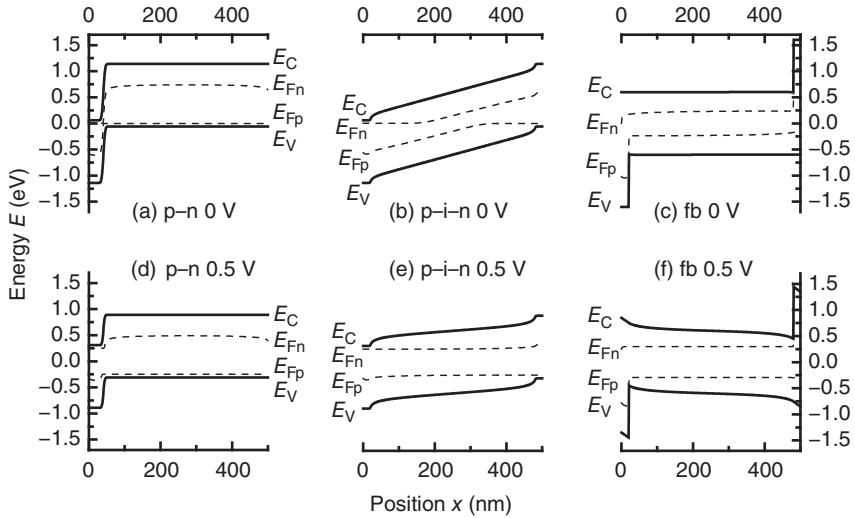 0 200 400 0 200 400 0 200 400
1.5 1.5
1.0 1.0
0.5 0.5
0.0 0.0
−0.5 −0.5
−1.0 −1.0
−1.5 −1.5
E_C E_C E_C
E_Fn E_Fn E_Fn
E_Fp E_Fp E_Fp
E_V E_V E_V
(a) p–n 0 V (b) p–i–n 0 V (c) fb 0 V
Energy E (eV)
(d) p–n 0.5 V (e) p–i–n 0.5 V (f) fb 0.5 V
1.5 1.5
1.0 1.0
0.5 0.5
0.0 0.0
−0.5 −0.5
−1.0 −1.0
−1.5 −1.5
E_C E_C E_C
E_Fn E_Fn E_Fn
E_Fp E_Fp E_Fp
E_V E_V E_V
0 200 400 0 200 400 0 200 400
Position x (nm)